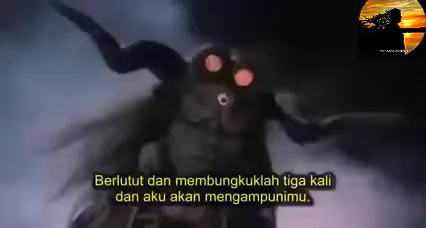 Berlutut dan membungkuklah tiga kali
dan aku akan mengampunimu.